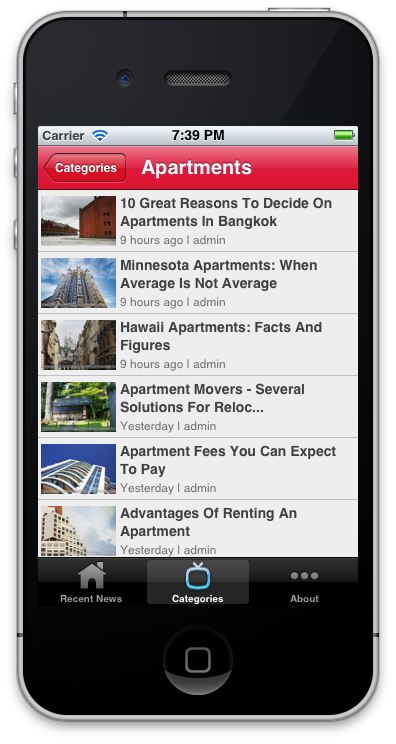 Carrier 7:39 PM
Categories Apartments
10 Great Reasons To Decide On
Apartments In Bangkok
9 hours ago | admin
Minnesota Apartments: When
Average Is Not Average
9 hours ago | admin
Hawaii Apartments: Facts And
Figures
9 hours ago | admin
Apartment Movers - Several
Solutions For Reloc...
Yesterday | admin
Apartment Fees You Can Expect
To Pay
Yesterday | admin
Advantages Of Renting An
Apartment
Yesterday | admin
Recent News Categories About